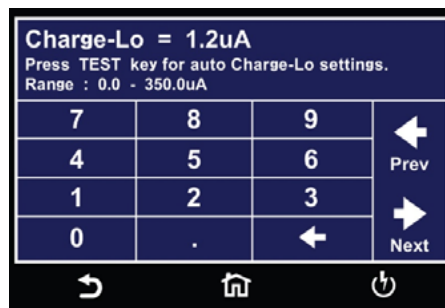 Charge-Lo = 1.2uA
Press TEST key for auto Charge-Lo settings.
Range : 0.0 - 350.0uA
7 8 9
Prev
4 5 6
1 2 3
Next
0 .